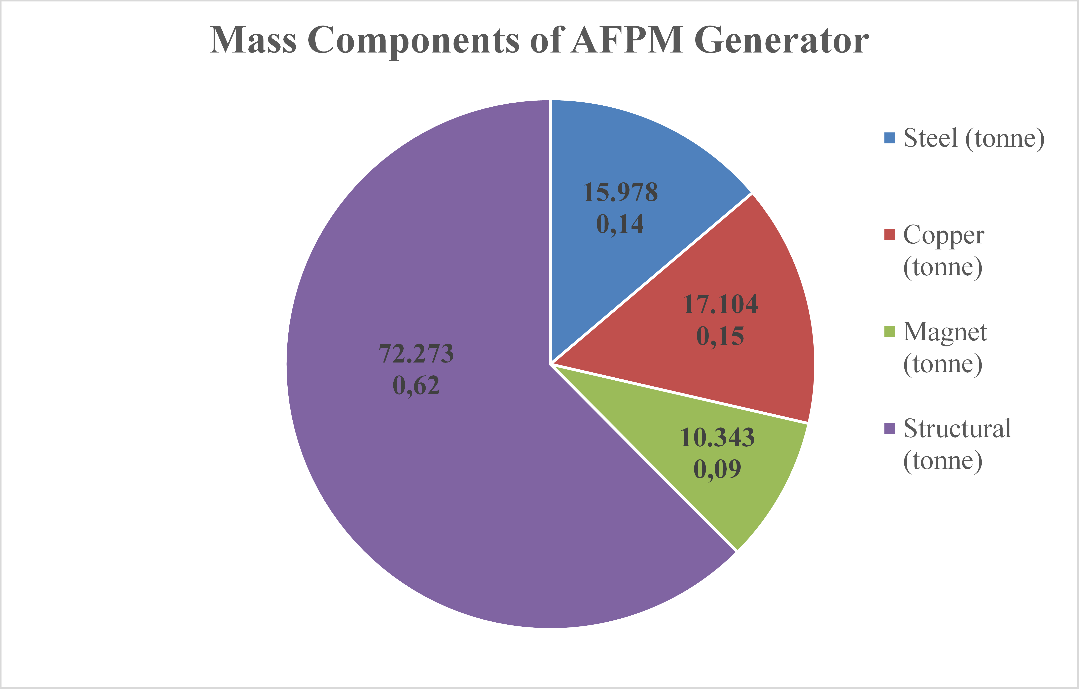 Mass Components of AFPM Generator
15.978
0,14
17.104
0,15
10.343
0,09
72.273
0,62
Steel (tonne)
Copper
(tonne)
Magnet
(tonne)
Structural
(tonne)